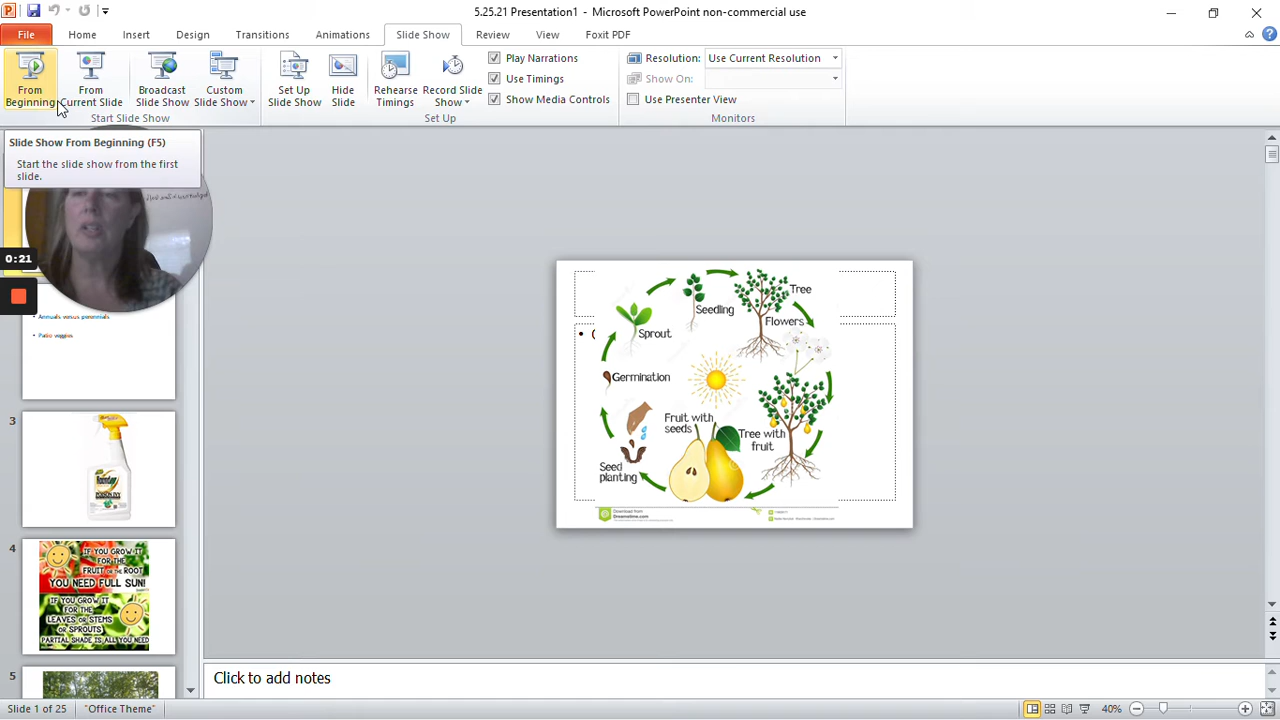 5.25.21 Presentation1 - Microsoft PowerPoint non-commercial use
File Home Insert Design Transitions Animations Slide Show Review View Foxit PDF
From Beginning
From Current Slide
Broadcast Slide Show
Custom Slide Show
Set Up Slide Show
Hide Slide
Rehearse Timings
Record Slide Show
Play Narrations
Use Timings
Show Media Controls
Resolution: Use Current Resolution
Show On:
Use Presenter View
Start Slide Show
Set Up
Monitors
Slide Show From Beginning (F5)
Start the slide show from the first
slide.
0:21
Annuals versus perennials
Patio veggies
3
ROUNDUP
POISON IVY
4
IF YOU GROW IT
FOR THE
FRUIT OR THE ROOT
YOU NEED FULL SUN!
IF YOU GROW IT
FOR THE
LEAVES OR STEMS
OR SPROUTS
PARTIAL SHADE IS ALL YOU NEED
5
Tree
Seedling
Flowers
Sprout
Germination
Fruit with
seeds
Tree with
fruit
Seed
planting
Download from
Dreamstime.com
Click to add notes
Slide 1 of 25
"Office Theme"
40%